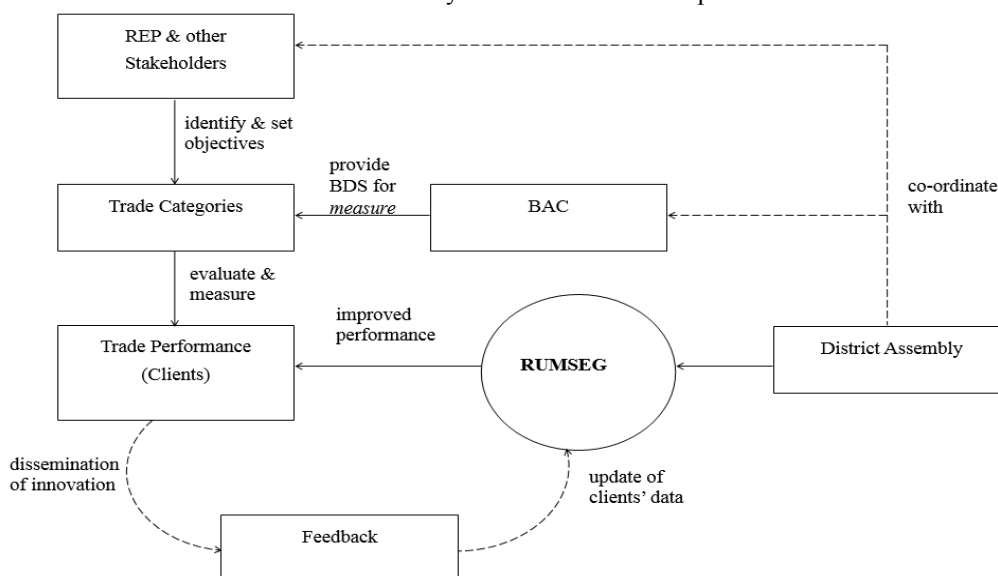 REP & other
Stakeholders
identify & set
objectives
provide
BDS for
measure
Trade Categories
BAC
co-ordinate
with
evaluate &
measure
improved
performance
Trade Performance
(Clients)
RUMSEG
District Assembly
dissemination
of innovation
update of
clients’ data
Feedback